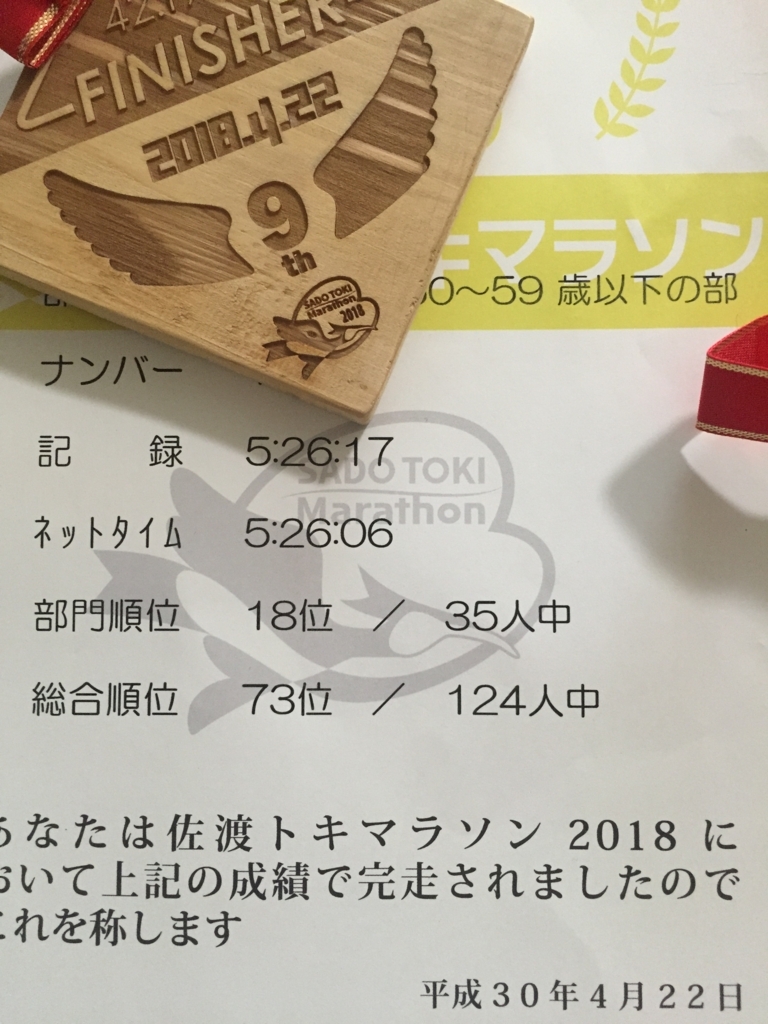 FINISHER
2018.4.22
9
th
SADO TOKI
Marathon
2018
キマラソン
0〜59 歳以下の部
ナンバー
記 録 5:26:17
SADO TOKI
Marathon
ネットタイム 5:26:06
部門順位 18位 / 35人中
総合順位 73位 / 124人中
あなたは佐渡トキマラソン 2018 に
おいて上記の成績で完走されましたので
これを称します
平成30年4月22日